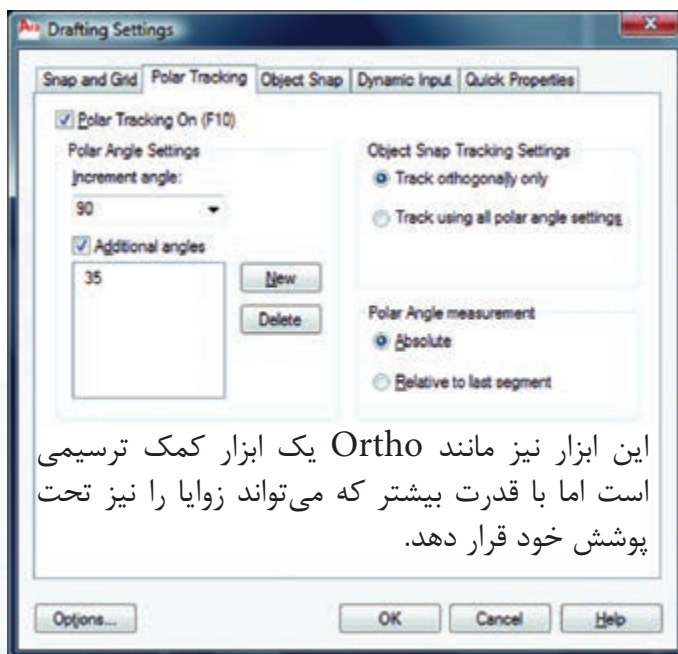 Drafting Settings
Snap and Grid Polar Tracking Object Snap Dynamic Input Quick Properties
Polar Tracking On (F10)
Polar Angle Settings
Increment angle:
90
Additional angles
35
New
Delete
Object Snap Tracking Settings
Track orthogonally only
Track using all polar angle settings
Polar Angle measurement
Absolute
Relative to last segment
این ابزار نیز مانند Ortho یک ابزار کمک ترسیمی
است اما با قدرت بیشتر که می‌تواند زوایا را نیز تحت
پوشش خود قرار دهد.
Options... OK Cancel Help